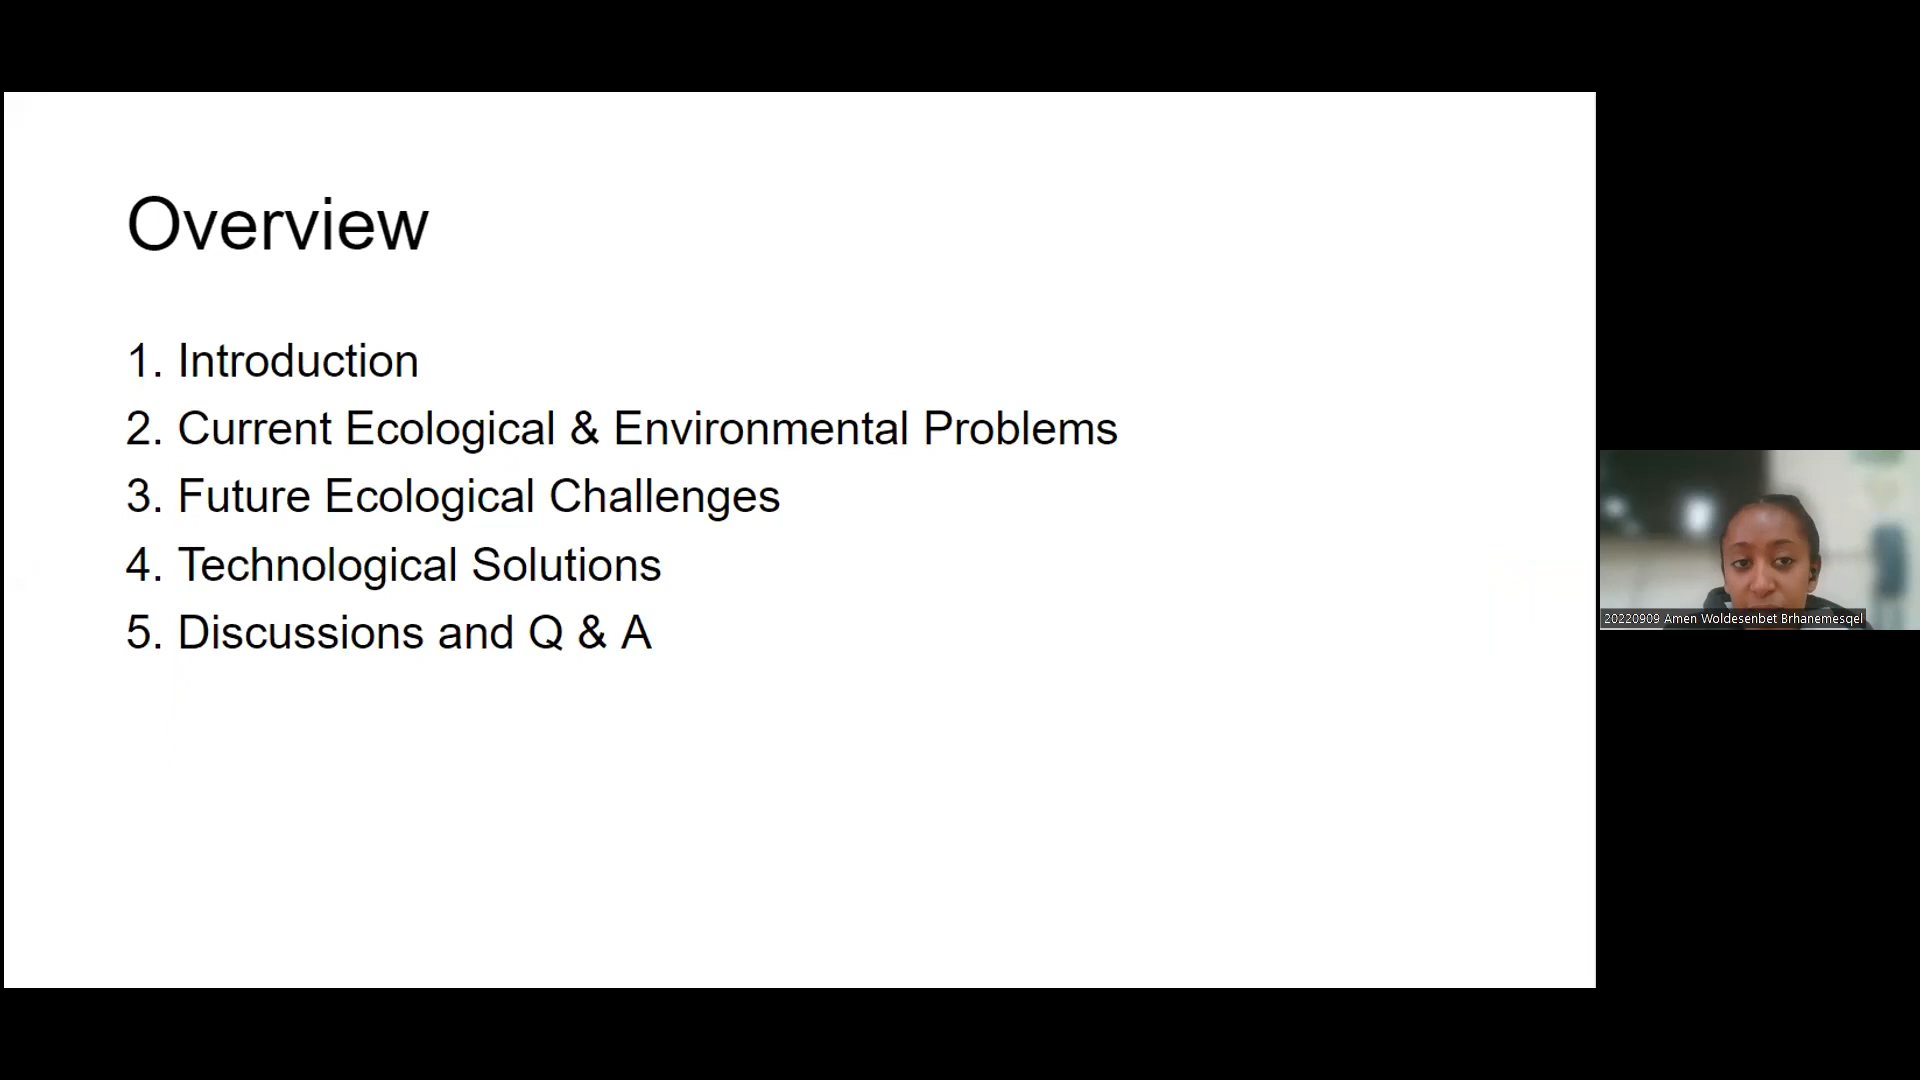 Overview
1. Introduction
2. Current Ecological & Environmental Problems
3. Future Ecological Challenges
4. Technological Solutions
5. Discussions and Q & A
20220909 Amen Woldesenbet Brhanemesqel